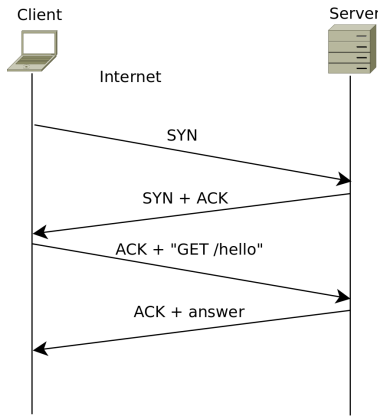 Client
Server
Internet
SYN
SYN + ACK
ACK + "GET /hello"
ACK + answer